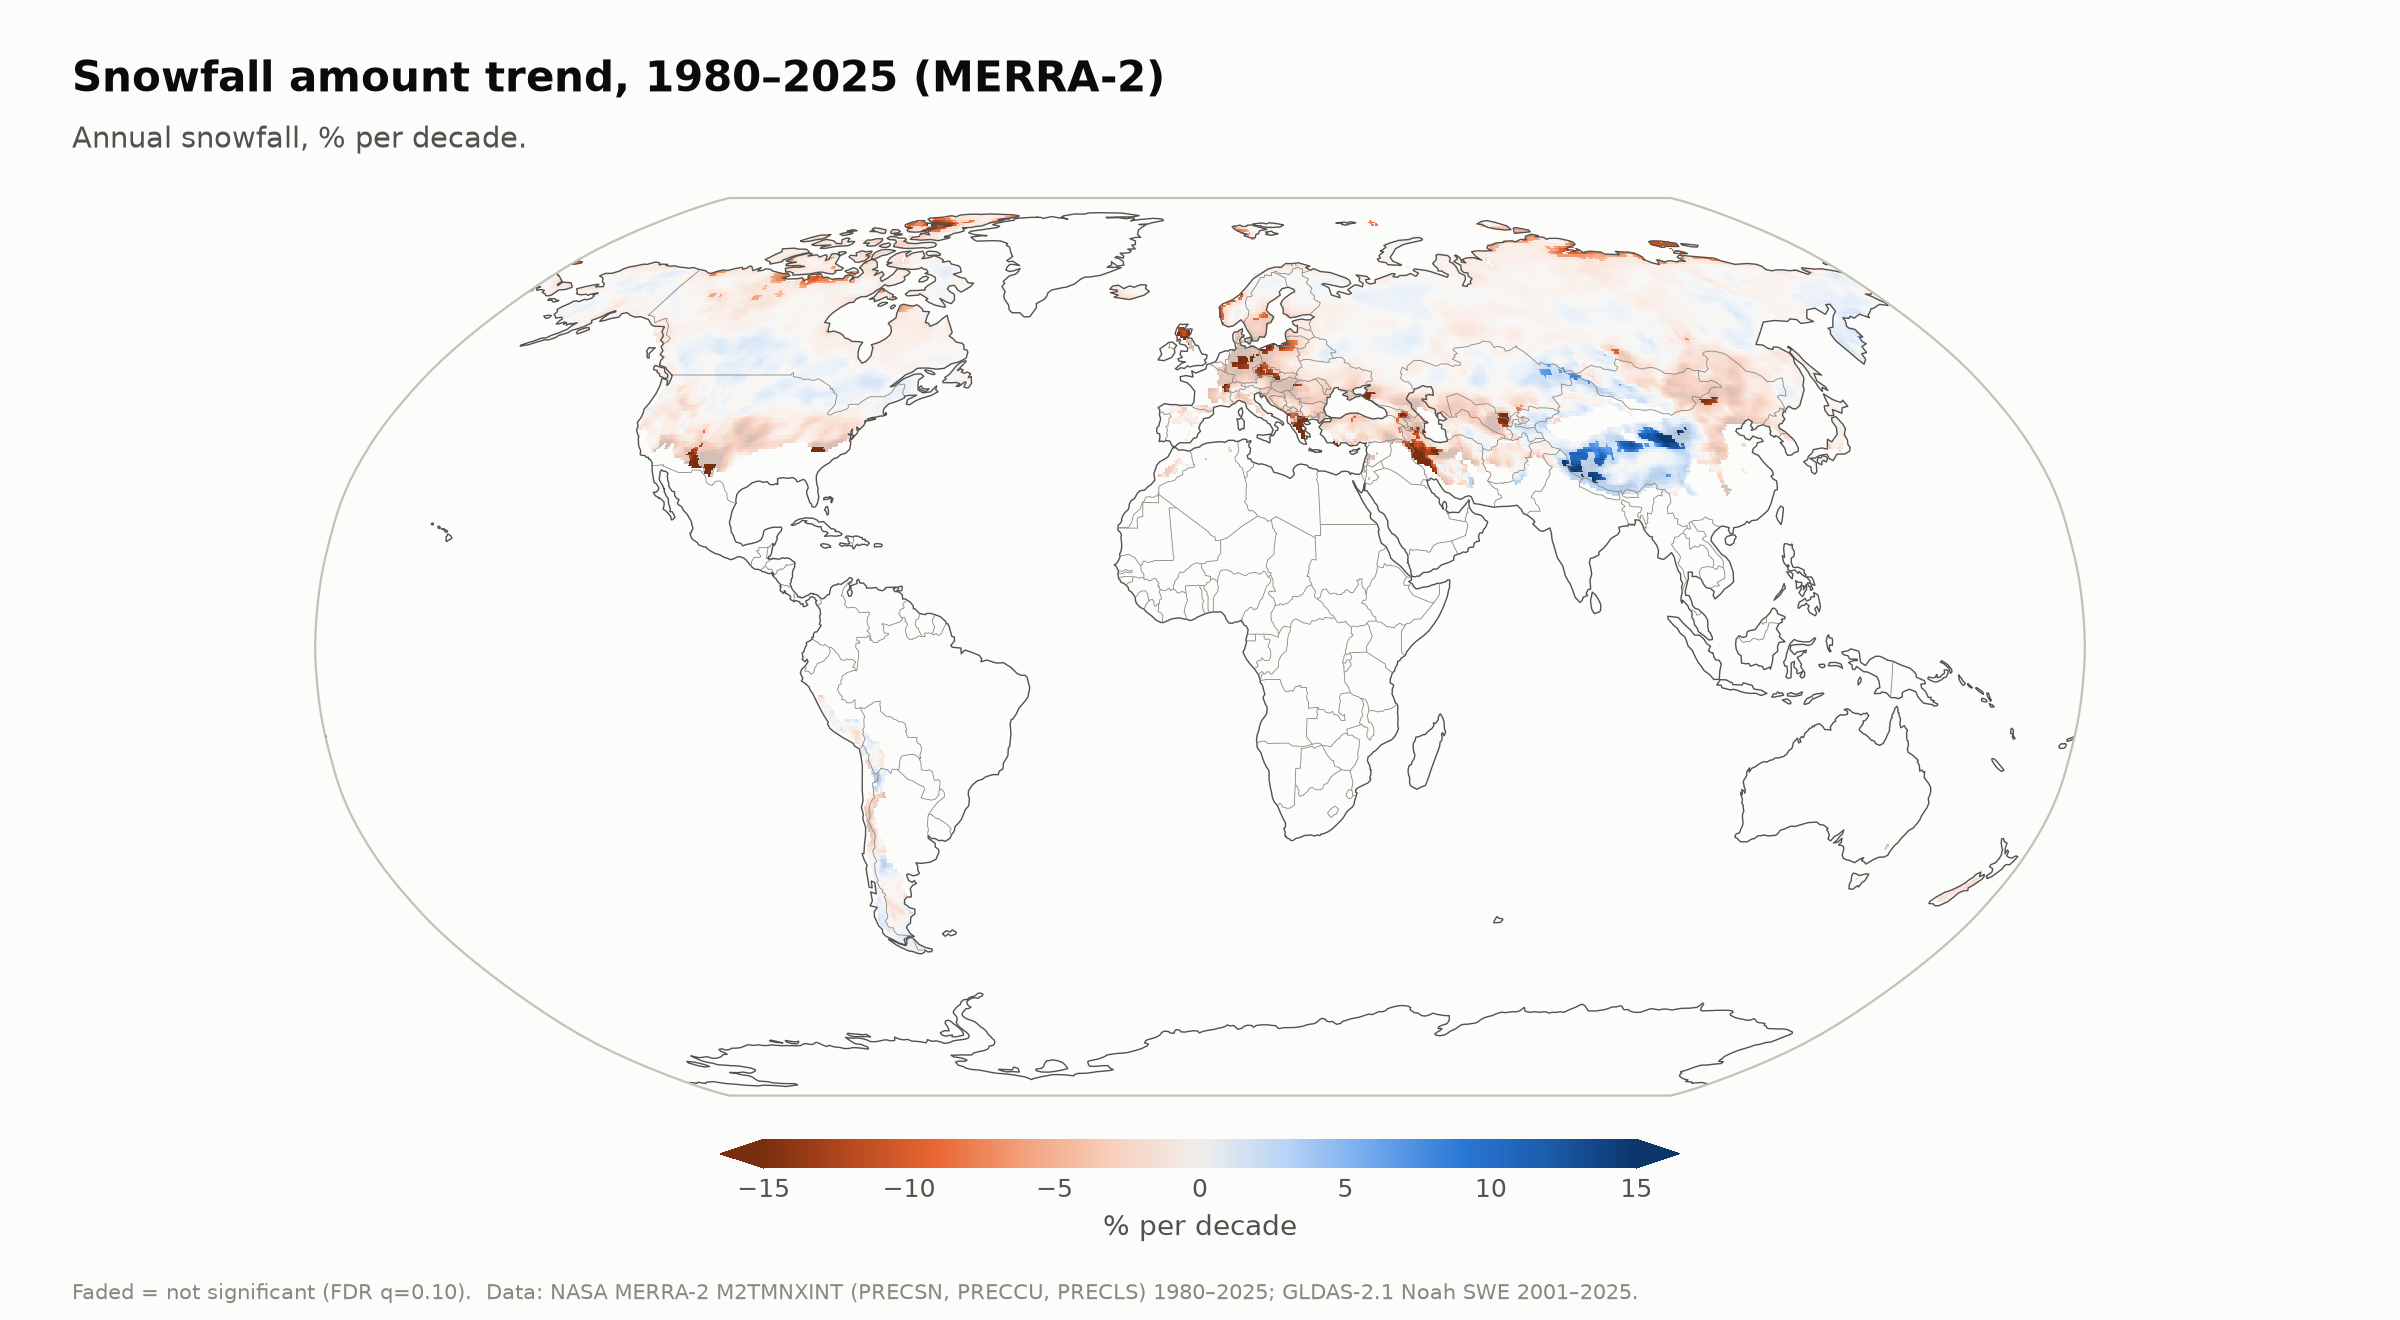 Snowfall amount trend, 1980–2025 (MERRA-2)
Annual snowfall, % per decade.
−15 −10 −5 0 5 10 15
% per decade
Faded = not significant (FDR q=0.10). Data: NASA MERRA-2 M2TMNXINT (PRECSN, PRECCU, PRECLS) 1980–2025; GLDAS-2.1 Noah SWE 2001–2025.